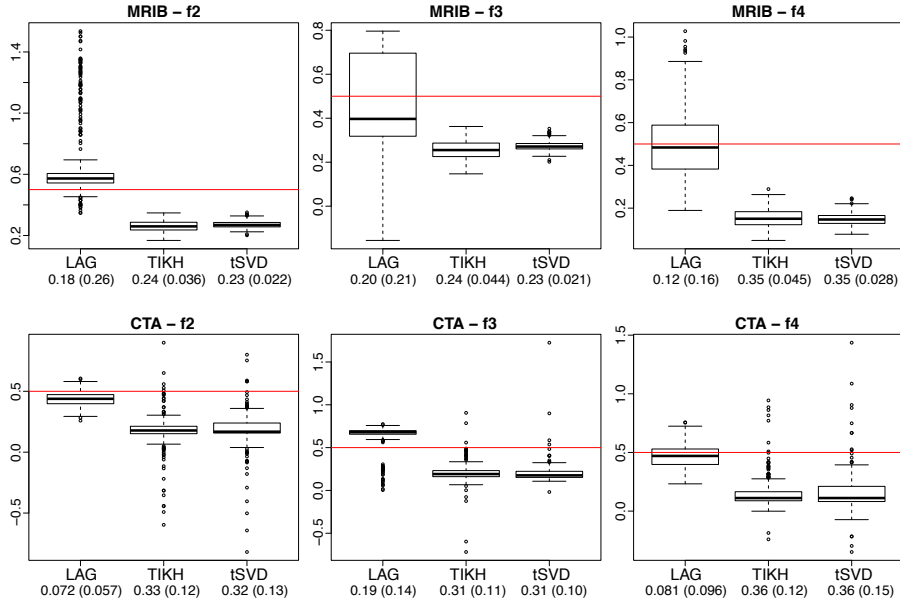 MRIB – f2
MRIB – f3
MRIB – f4
0.2
0.6
1.0
1.4
0.0
0.2
0.4
0.6
0.8
0.2
0.4
0.6
0.8
1.0
LAG TIKH tSVD
0.18 (0.26) 0.24 (0.036) 0.23 (0.022)
LAG TIKH tSVD
0.20 (0.21) 0.24 (0.044) 0.23 (0.021)
LAG TIKH tSVD
0.12 (0.16) 0.35 (0.045) 0.35 (0.028)
CTA – f2
CTA – f3
CTA – f4
−0.5
0.0
0.5
−0.5
0.0
0.5
1.0
1.5
0.0
0.5
1.0
1.5
LAG TIKH tSVD
0.072 (0.057) 0.33 (0.12) 0.32 (0.13)
LAG TIKH tSVD
0.19 (0.14) 0.31 (0.11) 0.31 (0.10)
LAG TIKH tSVD
0.081 (0.096) 0.36 (0.12) 0.36 (0.15)